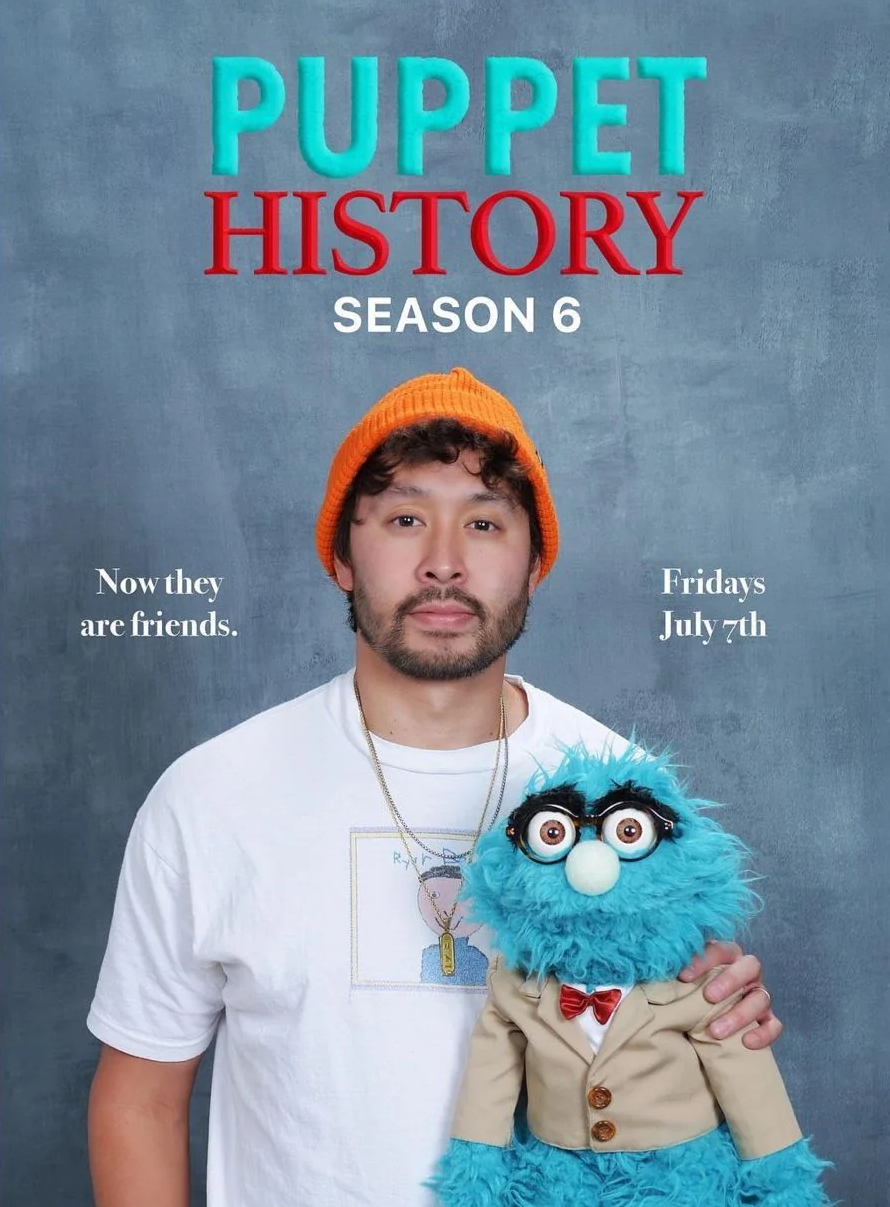 PUPPET
HISTORY
SEASON 6
Now they
are friends.
Fridays
July 7th